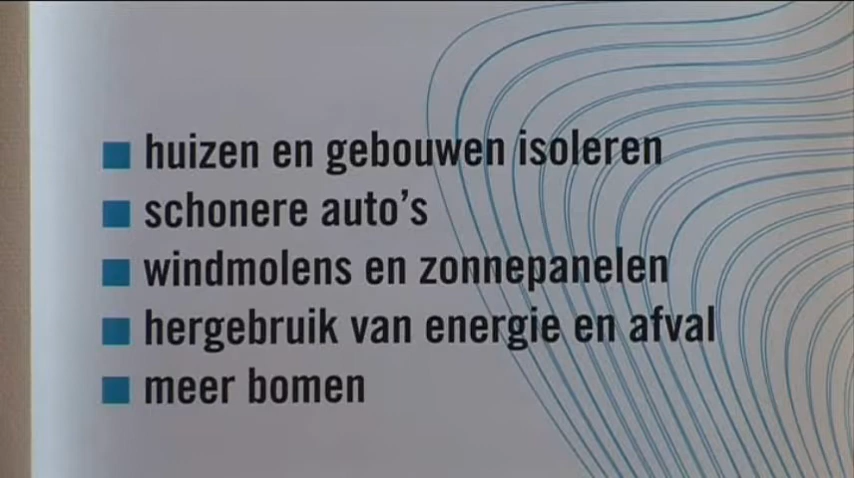 huizen en gebouwen isoleren
schonere auto's
windmolens en zonnepanelen
hergebruik van energie en afval
meer bomen